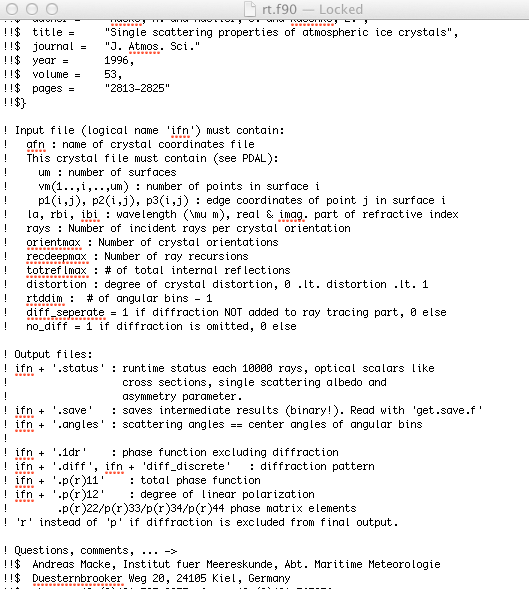 rt.f90 — Locked
!!$  title =    "Single scattering properties of atmospheric ice crystals",
!!$  journal =  "J. Atmos. Sci."
!!$  year =     1996,
!!$  volume =   53,
!!$  pages =    "2813-2825"
!!$}
! Input file (logical name 'ifn') must contain:
!   afn : name of crystal coordinates file
!   This crystal file must contain (see PDAL):
!     um : number of surfaces
!     vm(1..,i,..,um) : number of points in surface i
!     p1(i,j), p2(i,j), p3(i,j) : edge coordinates of point j in surface i
!   la, rbi, ibi : wavelength (\mu m), real & imag. part of refractive index
!   rays : Number of incident rays per crystal orientation
!   orientmax : Number of crystal orientations
!   recdeepmax : Number of ray recursions
!   totreflmax : # of total internal reflections
!   distortion : degree of crystal distortion, 0 .lt. distortion .lt. 1
!   rtddim :  # of angular bins - 1
!   diff_seperate = 1 if diffraction NOT added to ray tracing part, 0 else
!   no_diff = 1 if diffraction is omitted, 0 else
! Output files:
! ifn + '.status' : runtime status each 10000 rays, optical scalars like
!                   cross sections, single scattering albedo and
!                   asymmetry parameter.
! ifn + '.save'   : saves intermediate results (binary!). Read with 'get.save.f'
! ifn + '.angles' : scattering angles == center angles of angular bins
!
! ifn + '.1dr'    : phase function excluding diffraction
! ifn + '.diff', ifn + 'diff_discrete'   : diffraction pattern
! ifn + '.p(r)11'    : total phase function
! ifn + '.p(r)12'    : degree of linear polarization
!        .p(r)22/p(r)33/p(r)34/p(r)44 phase matrix elements
! 'r' instead of 'p' if diffraction is excluded from final output.
! Questions, comments, ... ->
!!$  Andreas Macke, Institut fuer Meereskunde, Abt. Maritime Meteorologie
!!$  Duesternbrooker Weg 20, 24105 Kiel, Germany